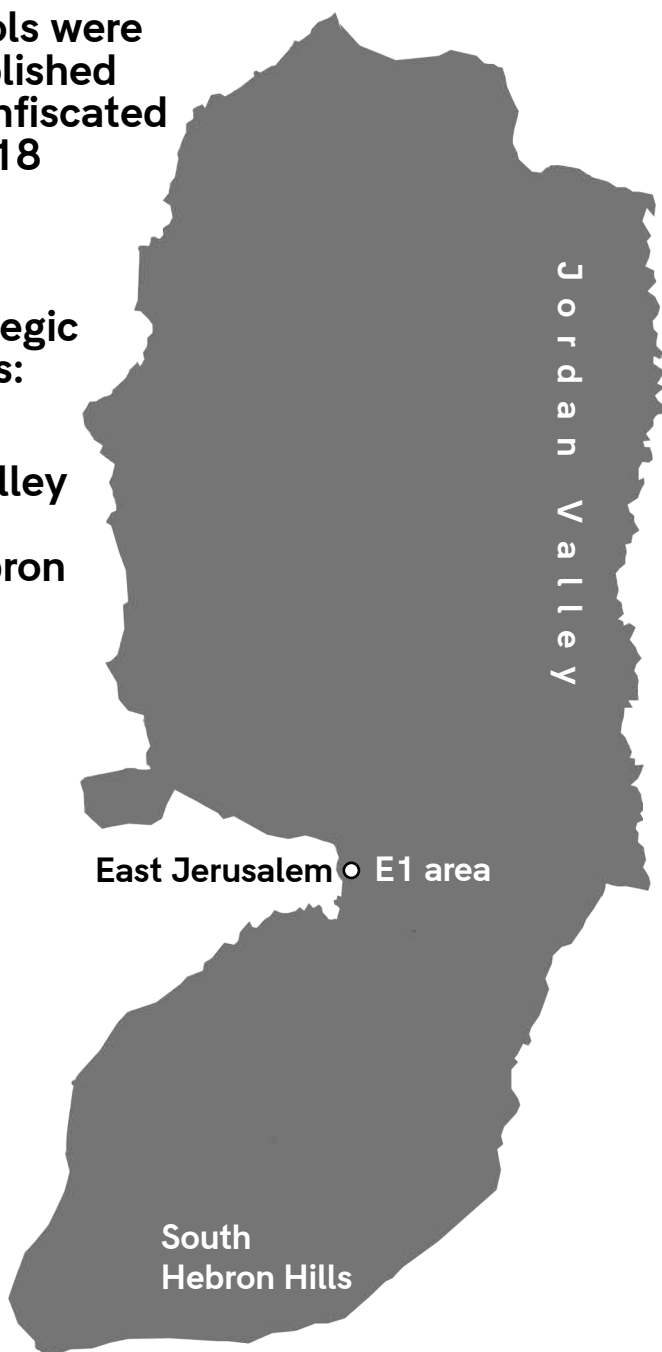 ols were
olished
nfiscated
18
egic
s:
lley
ron
Jordan Valley
East Jerusalem
E1 area
South
Hebron Hills